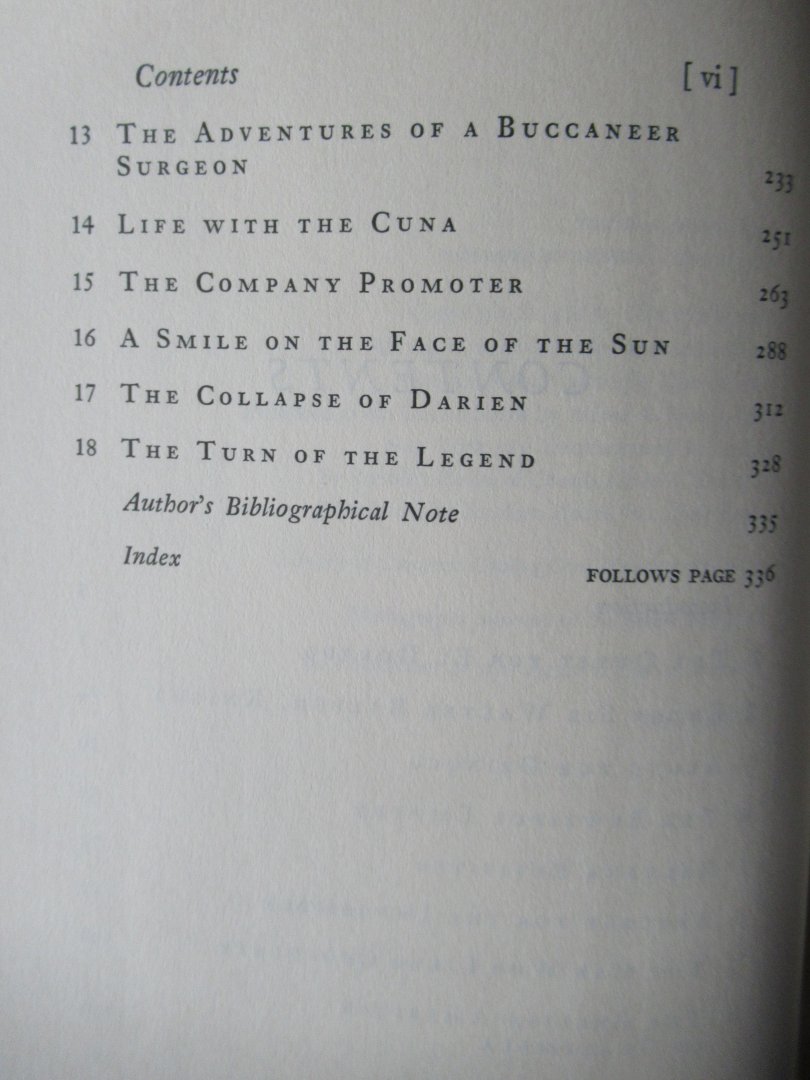 Contents [vi]
13 THE ADVENTURES OF A BUCCANEER
SURGEON 233
14 LIFE WITH THE CUNA 251
15 THE COMPANY PROMOTER 263
16 A SMILE ON THE FACE OF THE SUN 288
17 THE COLLAPSE OF DARIEN 312
18 THE TURN OF THE LEGEND 328
Author's Bibliographical Note 335
Index FOLLOWS PAGE 336